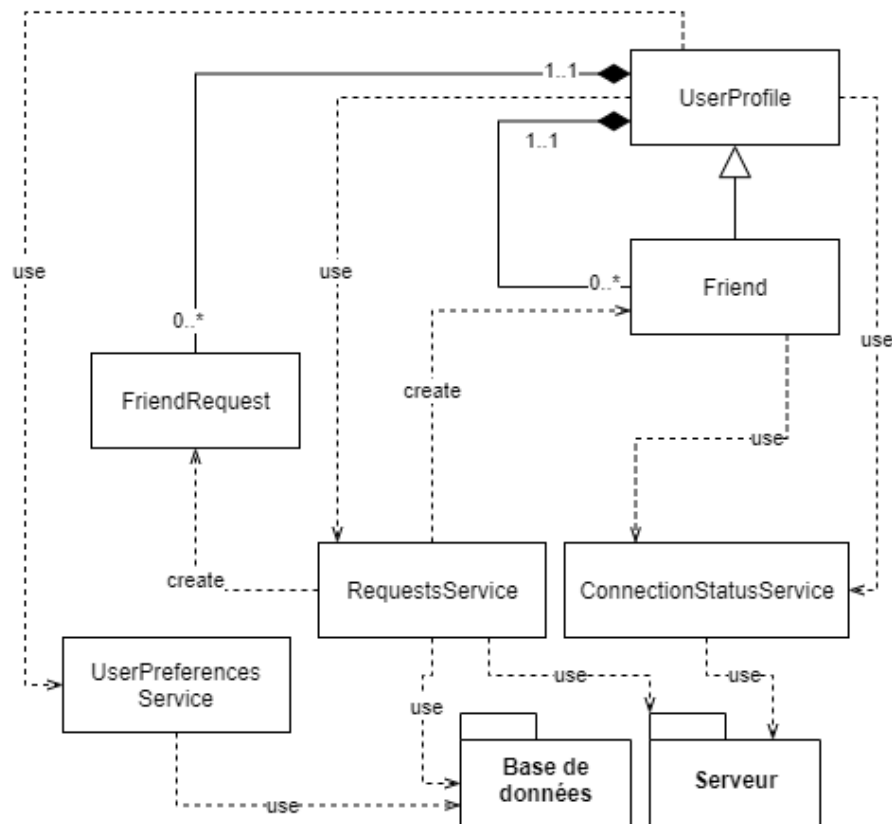 1..1
UserProfile
1..1
use
use
0..*
Friend
0..*
use
create
FriendRequest
use
create
RequestsService
ConnectionStatusService
UserPreferences
Service
use
use
use
Base de
données
Serveur
use